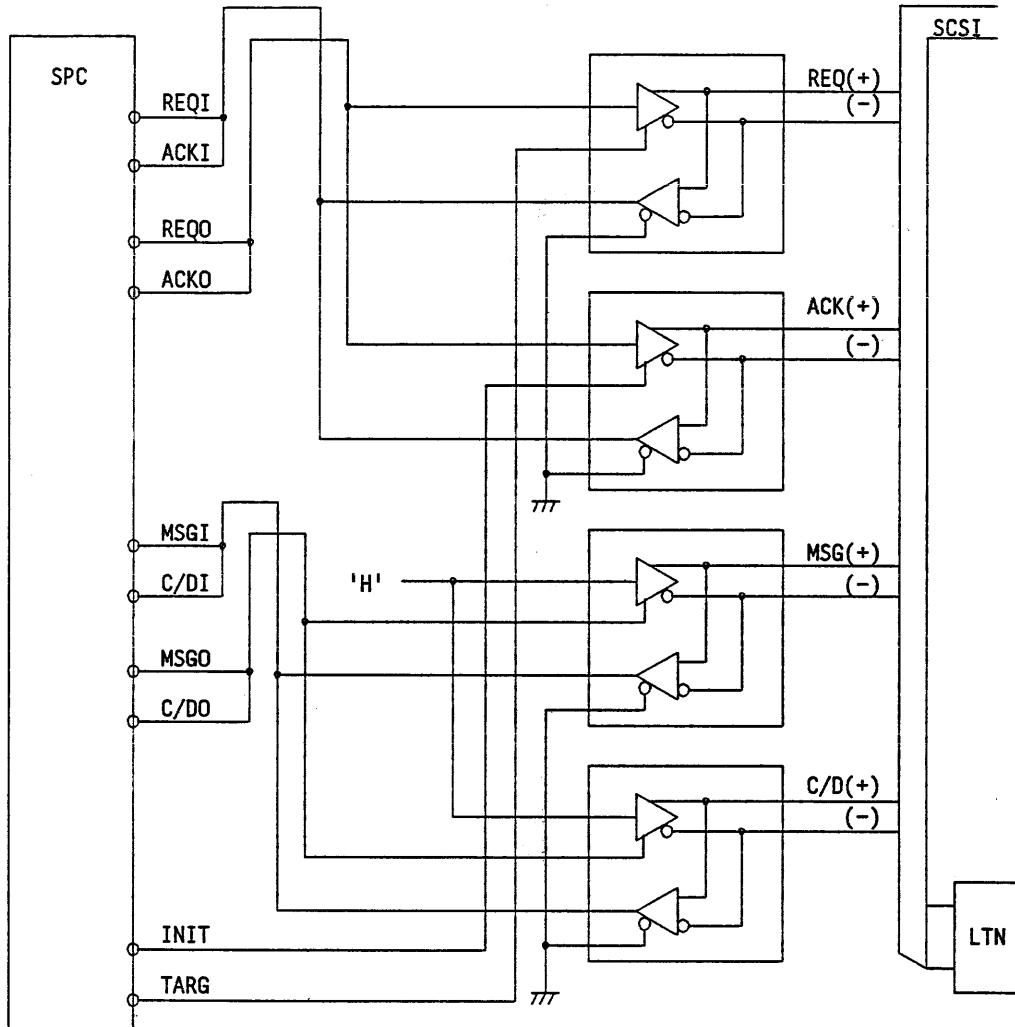 SPC
REQI
ACKI
REQO
ACKO
MSGI
C/DI
MSGO
C/DO
INIT
TARG
'H'
REQ(+)
(-)
ACK(+)
(-)
MSG(+)
(-)
C/D(+)
(-)
SCSI
LTN